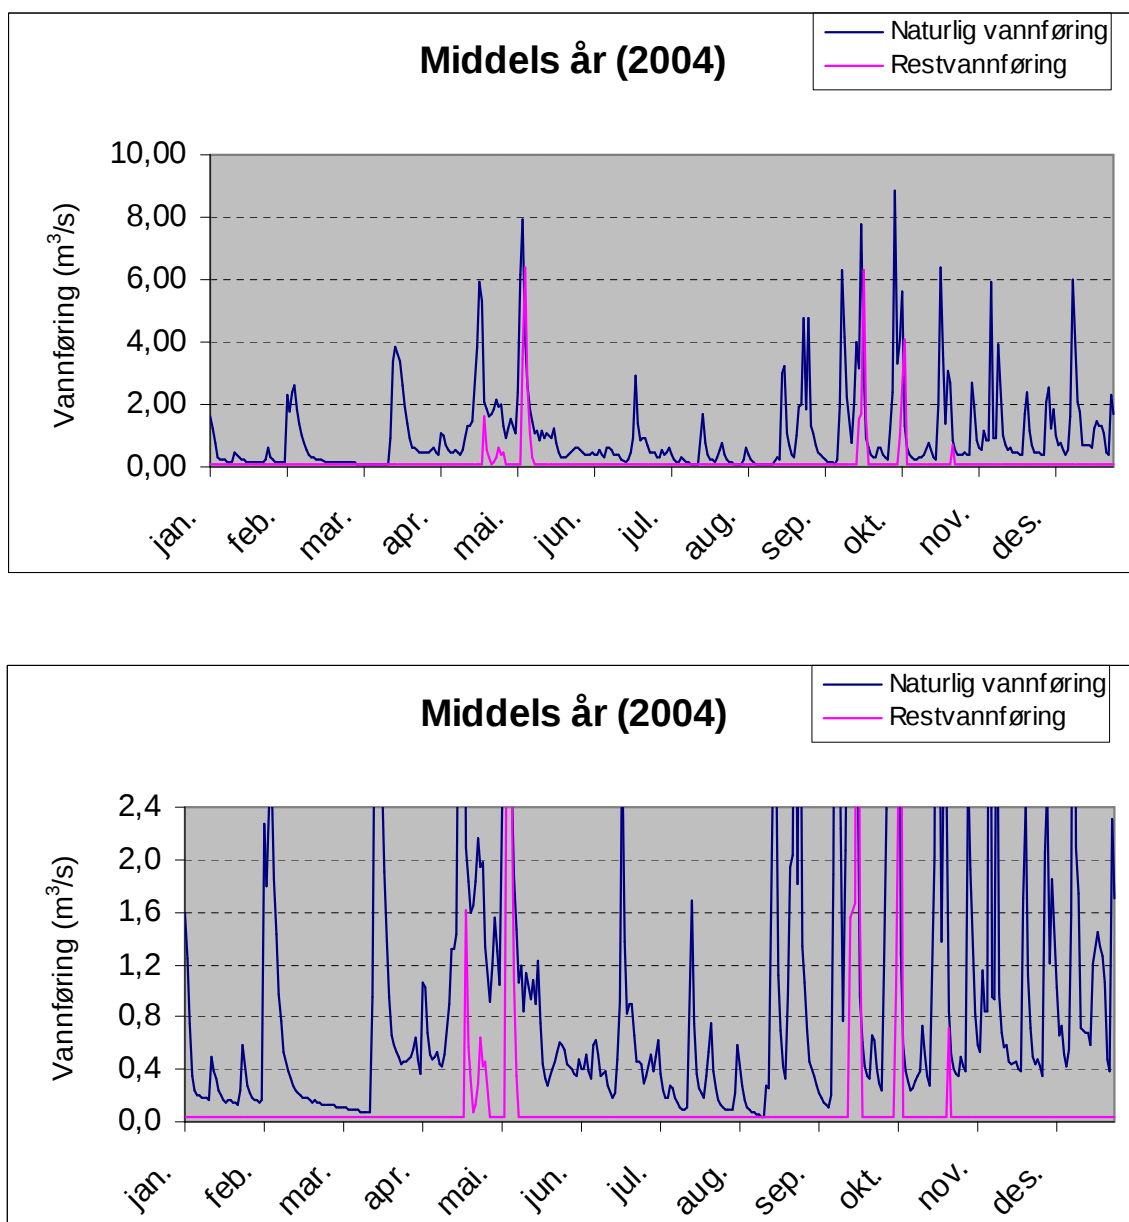 Naturlig vannføring
Restvannføring
Middels år (2004)
Vannføring (m³/s)
10,00
8,00
6,00
4,00
2,00
0,00
jan.
feb.
mar.
apr.
mai.
jun.
jul.
aug.
sep.
okt.
nov.
des.
Naturlig vannføring
Restvannføring
Middels år (2004)
Vannføring (m³/s)
2,4
2,0
1,6
1,2
0,8
0,4
0,0
jan.
feb.
mar.
apr.
mai.
jun.
jul.
aug.
sep.
okt.
nov.
des.